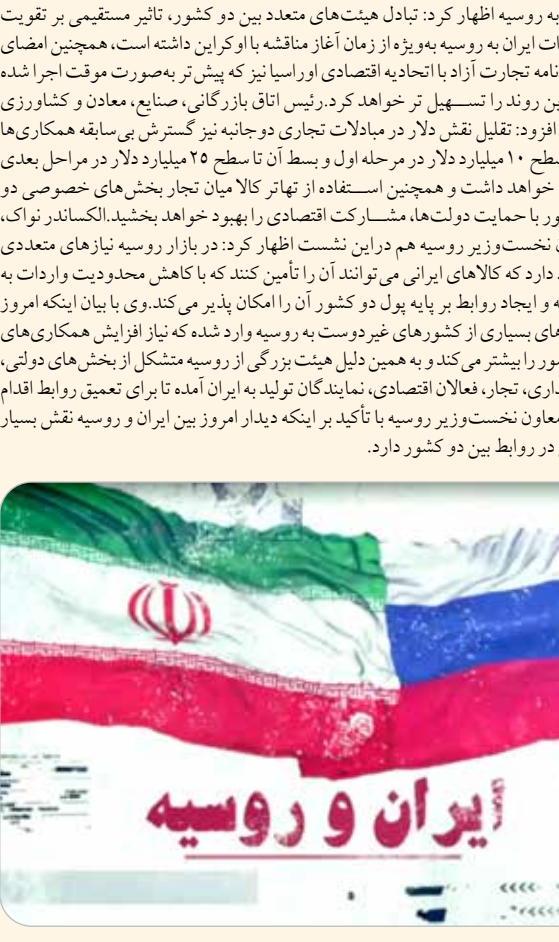 به روسیه اظهار کرد: تبادل هیئت‌های متعدد بین دو کشور، تاثیر مستقیمی بر تقویت
ات ایران به روسیه به‌ویژه از زمان آغاز مناقشه با اوکراین داشته است، همچنین امضای
نامه تجارت آزاد با اتحادیه اقتصادی اوراسیا نیز که پیش‌تر به‌صورت موقت اجرا شده
ین روند را تســـهیل تر خواهد کرد.رئیس اتاق بازرگانی، صنایع، معادن و کشاورزی
افزود: تقلیل نقش دلار در مبادلات تجاری دوجانبه نیز گسترش بی‌سابقه همکاری‌ها
سطح ۱۰ میلیارد دلار در مرحله اول و بسط آن تا سطح ۲۵ میلیارد دلار در مراحل بعدی
خواهد داشت و همچنین اســـتفاده از تهاتر کالا میان تجار بخش‌های خصوصی دو
ور با حمایت دولت‌ها، مشـــارکت اقتصادی را بهبود خواهد بخشید.الکساندر نواک،
ن نخست‌وزیر روسیه هم دراین نشست اظهار کرد: در بازار روسیه نیازهای متعددی
د دارد که کالاهای ایرانی می‌توانند آن را تأمین کنند که با کاهش محدودیت واردات به
ه و ایجاد روابط بر پایه پول دو کشور آن را امکان پذیر می‌کند.وی با بیان اینکه امروز
های بسیاری از کشورهای غیردوست به روسیه وارد شده که نیاز افزایش همکاری‌های
شور را بیشتر می‌کند و به همین دلیل هیئت بزرگی از روسیه متشکل از بخش‌های دولتی،
داری، تجار، فعالان اقتصادی، نمایندگان تولید به ایران آمده تا برای تعمیق روابط اقدام
معاون نخست‌وزیر روسیه با تأکید بر اینکه دیدار امروز بین ایران و روسیه نقش بسیار
در روابط بین دو کشور دارد.
ایران و روسیه